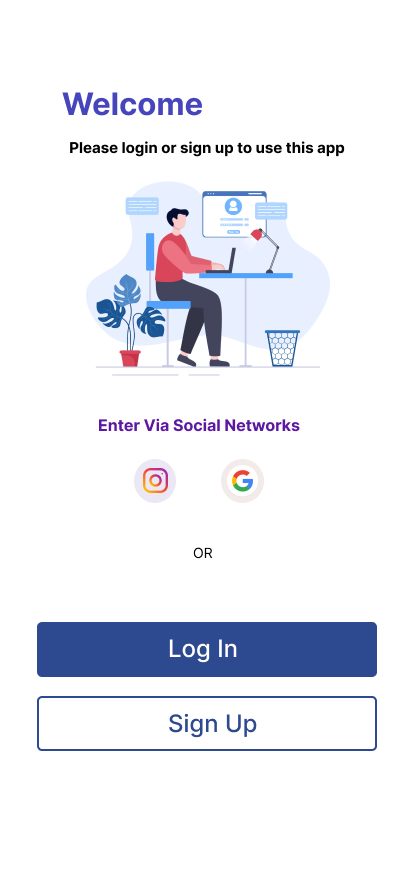 Welcome
Please login or sign up to use this app
Enter Via Social Networks
OR
Log In
Sign Up